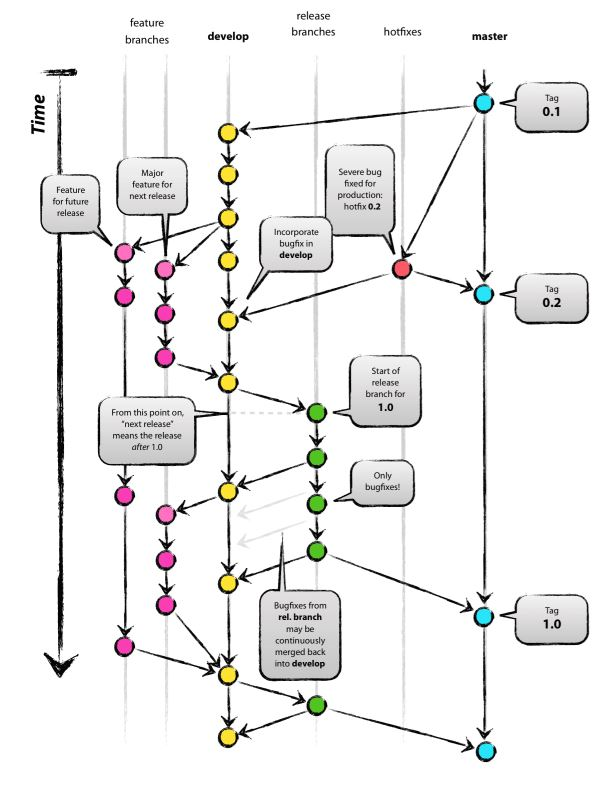 feature
branches
develop
release
branches
hotfixes
master
Time
Tag
0.1
Feature
for future
release
Major
feature for
next release
Severe bug
fixed for
production:
hotfix 0.2
Incorporate
bugfix in
develop
Tag
0.2
Start of
release
branch for
1.0
From this point on,
“next release”
means the release
after 1.0
Only
bugfixes!
Bugfixes from
rel. branch
may be
continuously
merged back
into develop
Tag
1.0